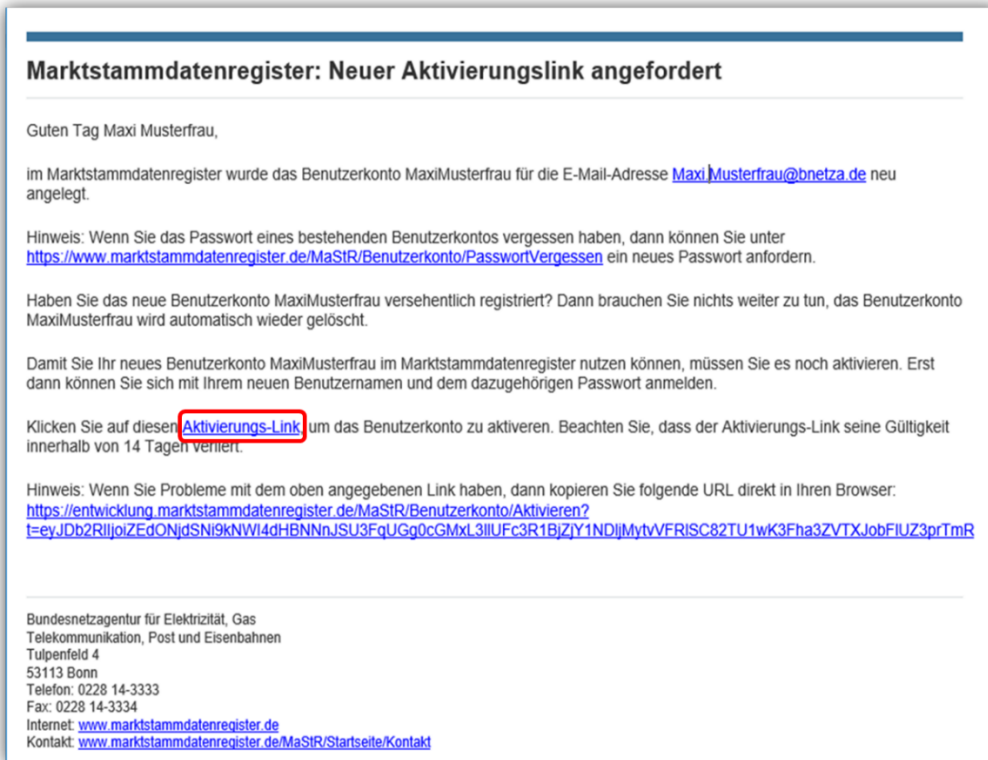 Marktstammdatenregister: Neuer Aktivierungslink angefordert
Guten Tag Maxi Musterfrau,
im Marktstammdatenregister wurde das Benutzerkonto MaxiMusterfrau für die E-Mail-Adresse Maxi.Musterfrau@bnetza.de neu
angelegt.
Hinweis: Wenn Sie das Passwort eines bestehenden Benutzerkontos vergessen haben, dann können Sie unter
https://www.marktstammdatenregister.de/MaStR/Benutzerkonto/PasswortVergessen ein neues Passwort anfordern.
Haben Sie das neue Benutzerkonto MaxiMusterfrau versehentlich registriert? Dann brauchen Sie nichts weiter zu tun, das Benutzerkonto
MaxiMusterfrau wird automatisch wieder gelöscht.
Damit Sie Ihr neues Benutzerkonto MaxiMusterfrau im Marktstammdatenregister nutzen können, müssen Sie es noch aktivieren. Erst
dann können Sie sich mit Ihrem neuen Benutzernamen und dem dazugehörigen Passwort anmelden.
Klicken Sie auf diesen Aktivierungs-Link, um das Benutzerkonto zu aktiveren. Beachten Sie, dass der Aktivierungs-Link seine Gültigkeit
innerhalb von 14 Tagen verliert.
Hinweis: Wenn Sie Probleme mit dem oben angegebenen Link haben, dann kopieren Sie folgende URL direkt in Ihren Browser:
https://entwicklung.marktstammdatenregister.de/MaStR/Benutzerkonto/Aktivieren?
Bundesnetzagentur für Elektrizität, Gas
Telekommunikation, Post und Eisenbahnen
Tulpenfeld 4
53113 Bonn
Telefon: 0228 14-3333
Fax: 0228 14-3334
Internet: www.marktstammdatenregister.de
Kontakt: www.marktstammdatenregister.de/MaStR/Startseite/Kontakt